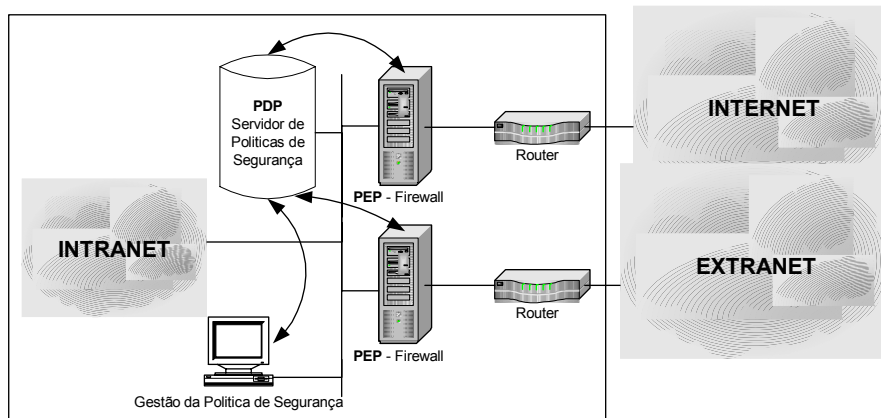 PDP
Servidor de
Politicas de
Segurança
INTERNET
Router
PEP - Firewall
INTRANET
EXTRANET
Router
PEP - Firewall
Gestão da Politica de Segurança